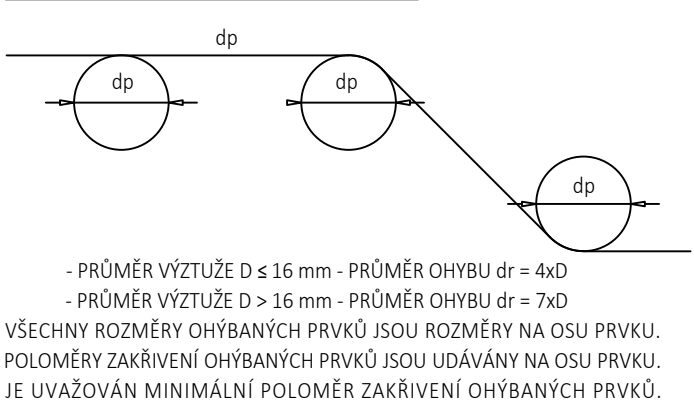 dp
dp
dp
dp
- PRŮMĚR VÝZTUŽE D ≤ 16 mm - PRŮMĚR OHYBU dr = 4xD
- PRŮMĚR VÝZTUŽE D > 16 mm - PRŮMĚR OHYBU dr = 7xD
VŠECHNY ROZMĚRY OHÝBANÝCH PRVKŮ JSOU ROZMĚRY NA OSU PRVKU.
POLOMĚRY ZAKŘIVENÍ OHÝBANÝCH PRVKŮ JSOU UDÁVÁNY NA OSU PRVKU.
JE UVAŽOVÁN MINIMÁLNÍ POLOMĚR ZAKŘIVENÍ OHÝBANÝCH PRVKŮ.